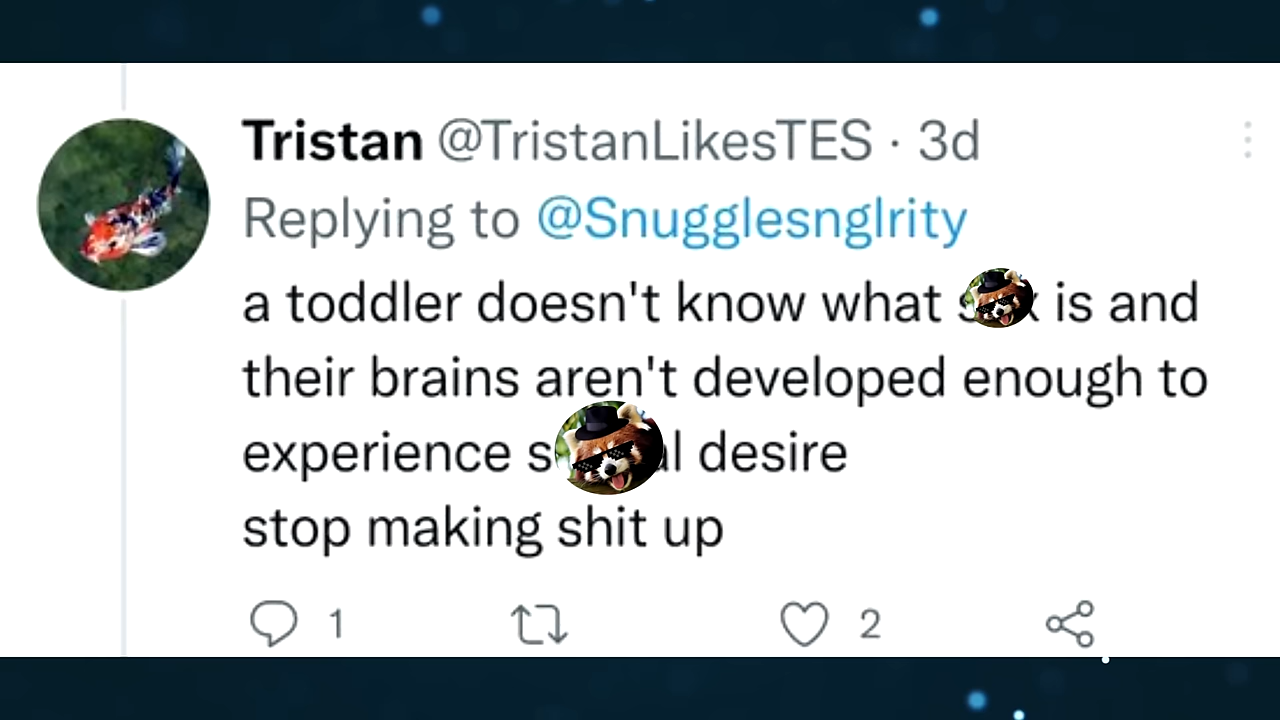 Tristan @TristanLikesTES · 3d
Replying to @SnugglesngIrity
a toddler doesn't know what is and
their brains aren't developed enough to
experience desire
stop making shit up
1 2